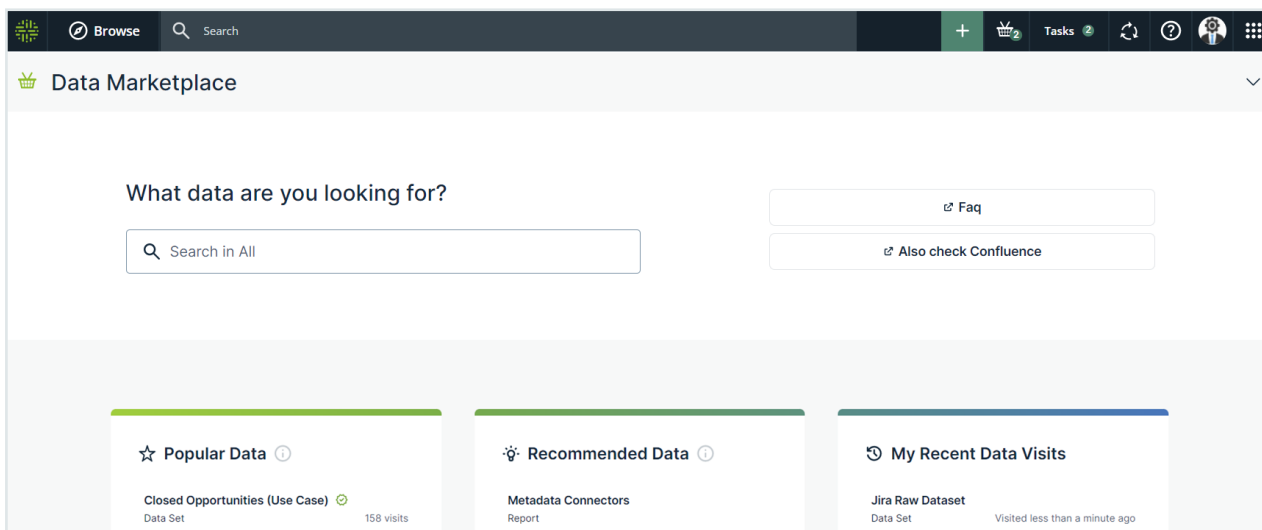 Browse Search + 2 Tasks 2
Data Marketplace
What data are you looking for?
Search in All
Faq
Also check Confluence
Popular Data
Closed Opportunities (Use Case)
Data Set 158 visits
Recommended Data
Metadata Connectors
Report
My Recent Data Visits
Jira Raw Dataset
Data Set Visited less than a minute ago